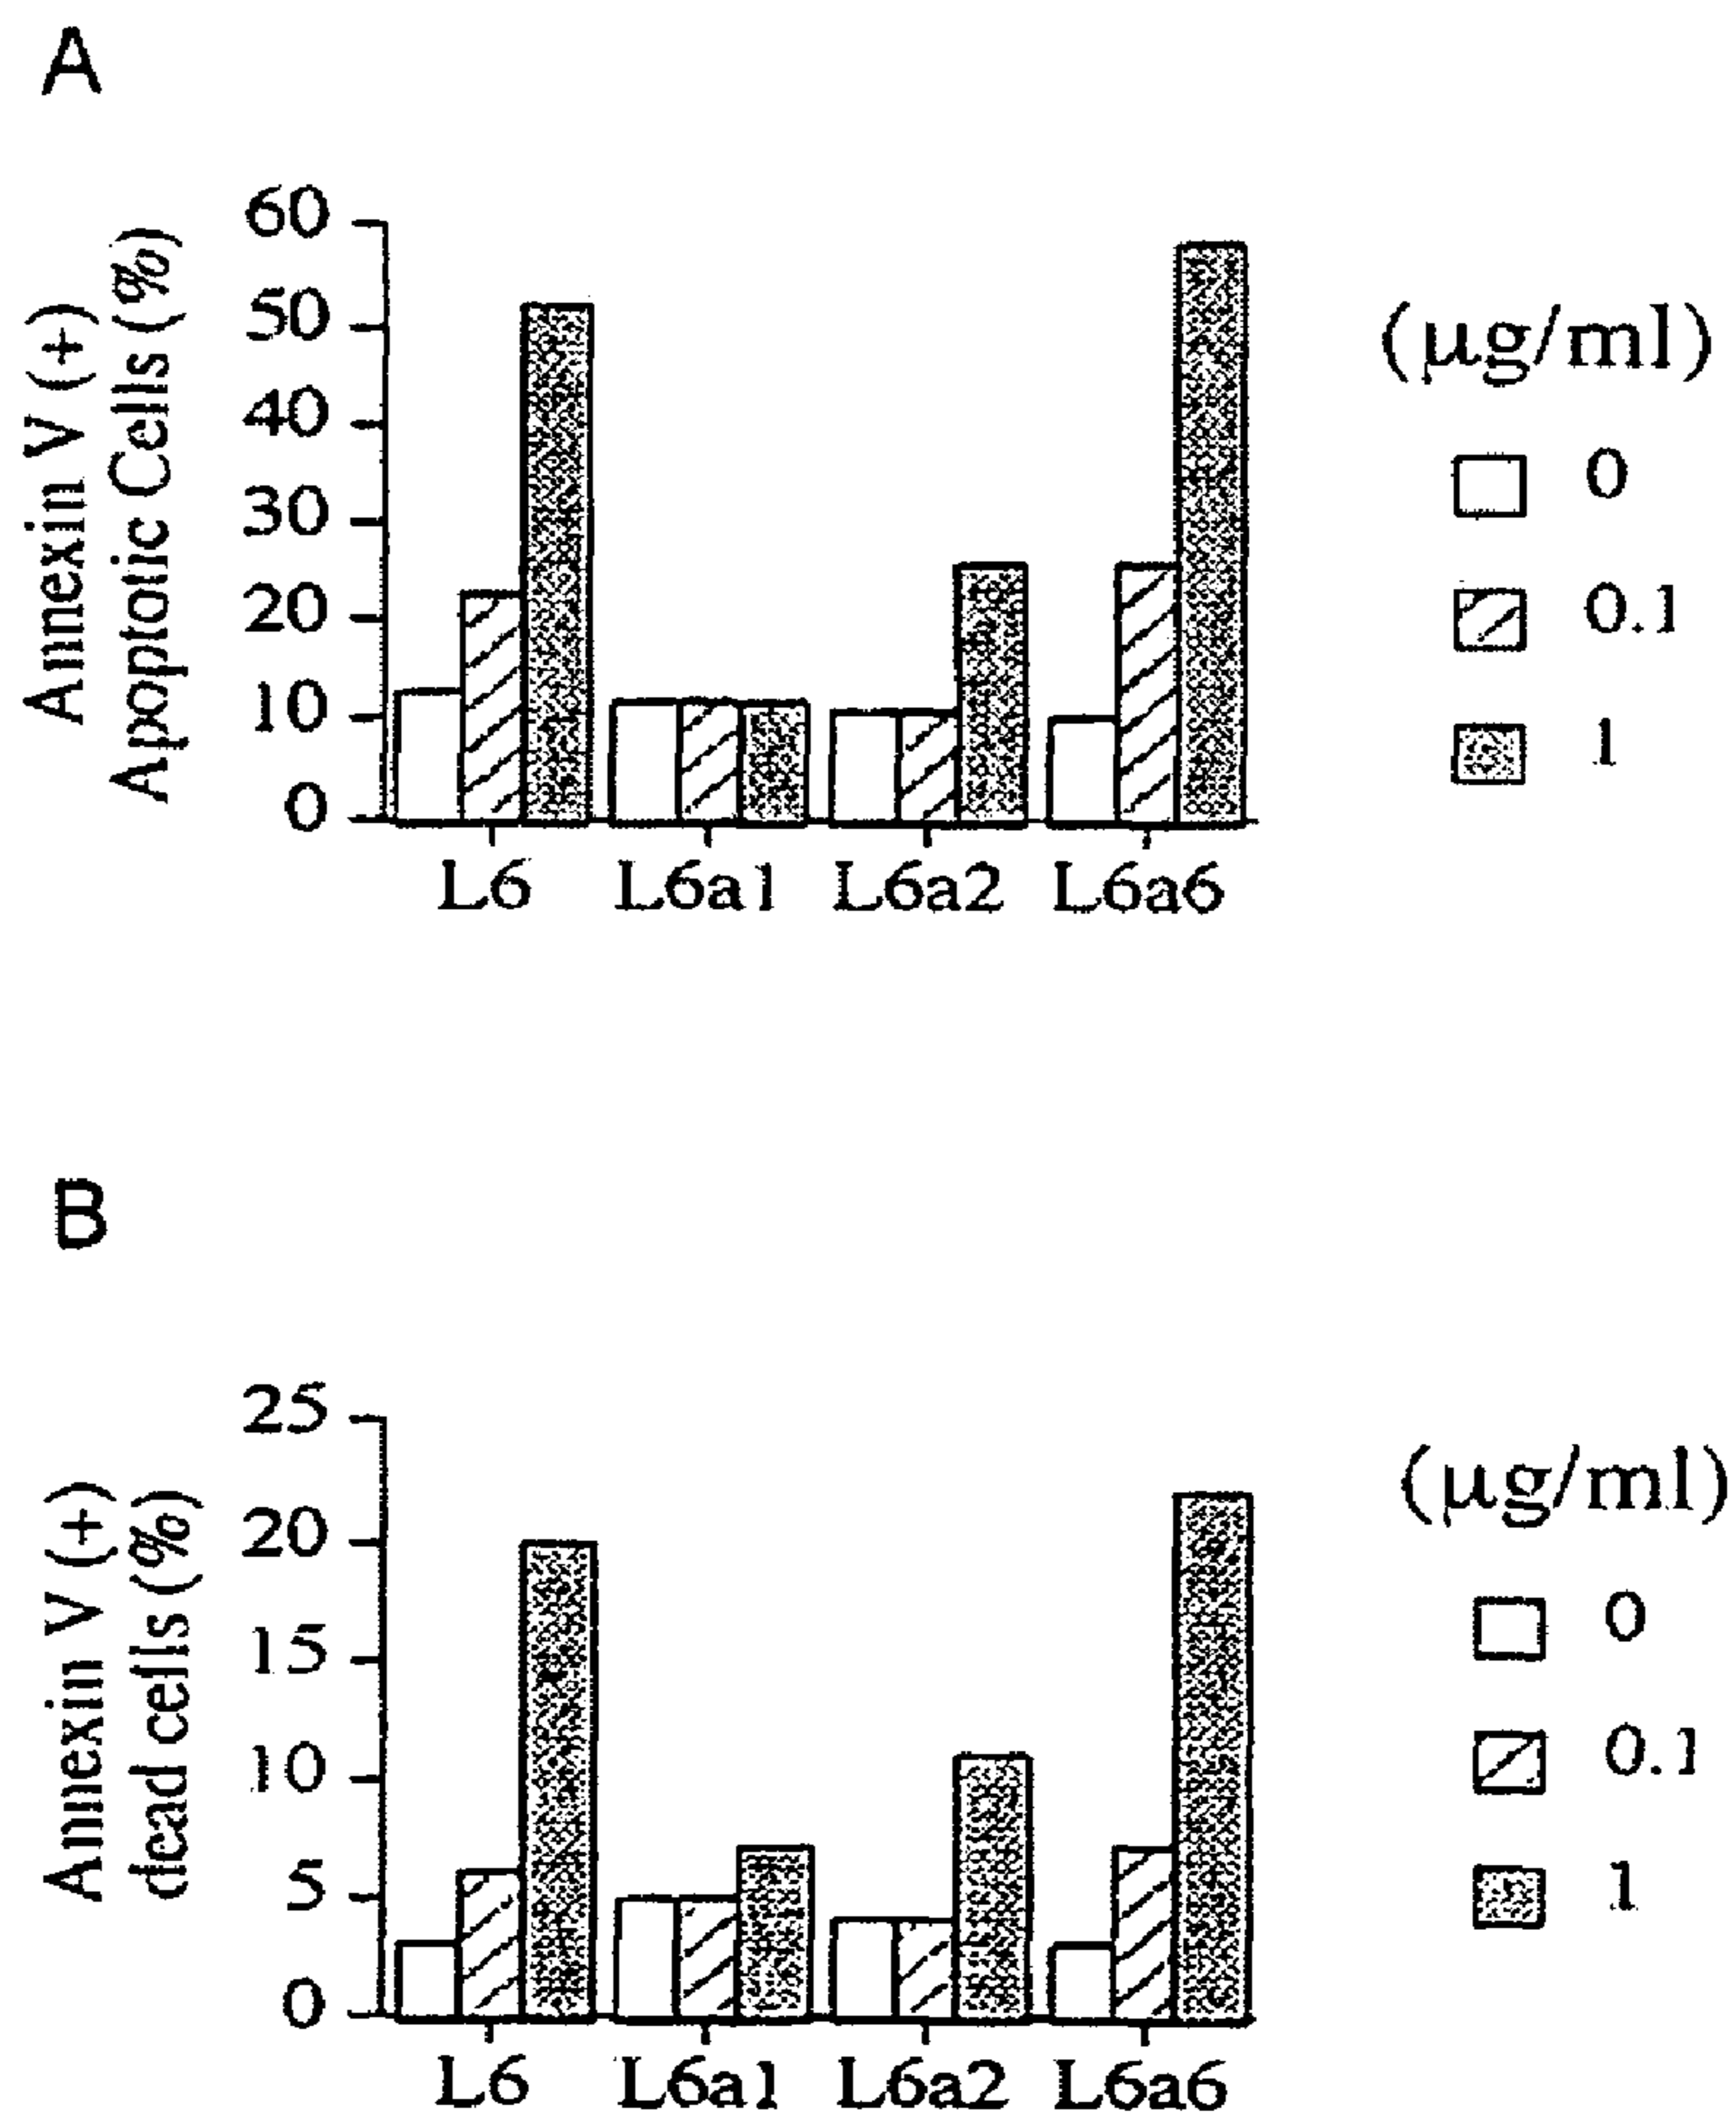 A
Annexin V (+)
Apoptotic Cells (%)
60
50
40
30
20
10
0
L6 L6a1 L6a2 L6a6
(µg/ml)
0
0.1
1
B
Annexin V (+)
dead cells (%)
25
20
15
10
5
0
L6 L6a1 L6a2 L6a6
(µg/ml)
0
0.1
1